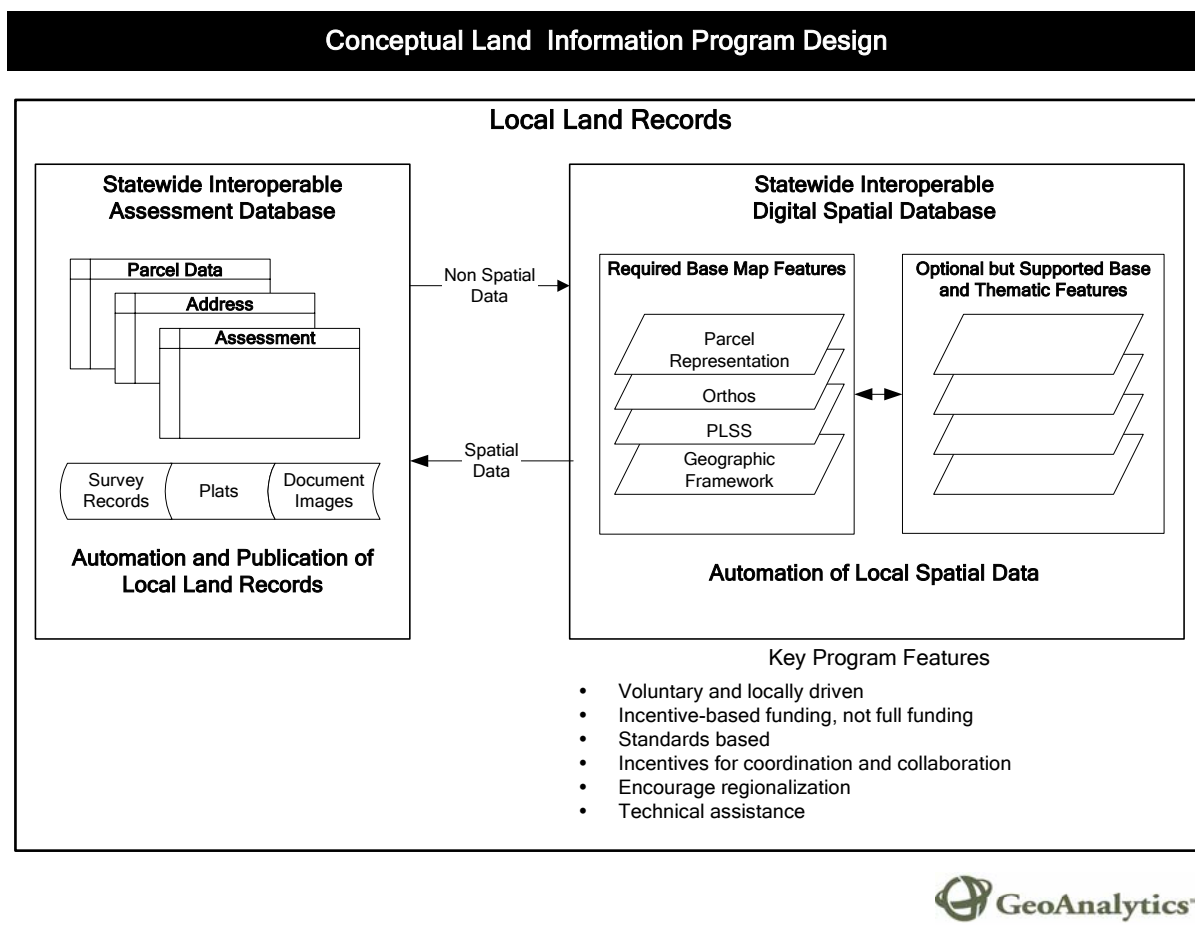 Conceptual Land Information Program Design
Local Land Records
Statewide Interoperable
Assessment Database
Parcel Data
Address
Assessment
Survey
Records
Plats
Document
Images
Automation and Publication of
Local Land Records
Non Spatial
Data
Spatial
Data
Statewide Interoperable
Digital Spatial Database
Required Base Map Features
Parcel
Representation
Orthos
PLSS
Geographic
Framework
Optional but Supported Base
and Thematic Features
Automation of Local Spatial Data
Key Program Features
• Voluntary and locally driven
• Incentive-based funding, not full funding
• Standards based
• Incentives for coordination and collaboration
• Encourage regionalization
• Technical assistance
GeoAnalytics